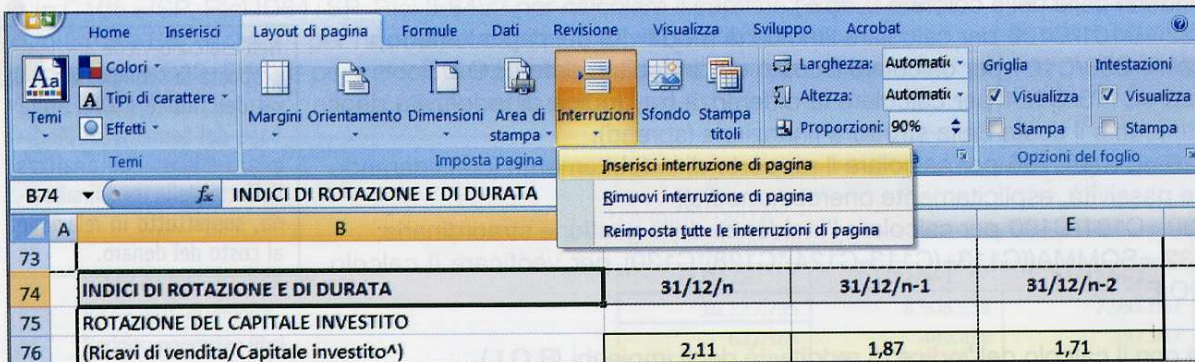 Home Inserisci Layout di pagina Formule Dati Revisione Visualizza Sviluppo Acrobat
Aa Temi
Colori
A Tipi di carattere
Effetti
Temi
Margini Orientamento Dimensioni Area di stampa Interruzioni Sfondo Stampa titoli
Imposta pagina
Larghezza: Automatic
Altezza: Automatic
Proporzioni: 90%
Griglia Intestazioni
Visualizza Visualizza
Stampa Stampa
Opzioni del foglio
Inserisci interruzione di pagina
Rimuovi interruzione di pagina
Reimposta tutte le interruzioni di pagina
B74 fx INDICI DI ROTAZIONE E DI DURATA
A B E
73
74 INDICI DI ROTAZIONE E DI DURATA 31/12/n 31/12/n-1 31/12/n-2
75 ROTAZIONE DEL CAPITALE INVESTITO
76 (Ricavi di vendita/Capitale investito^) 2,11 1,87 1,71